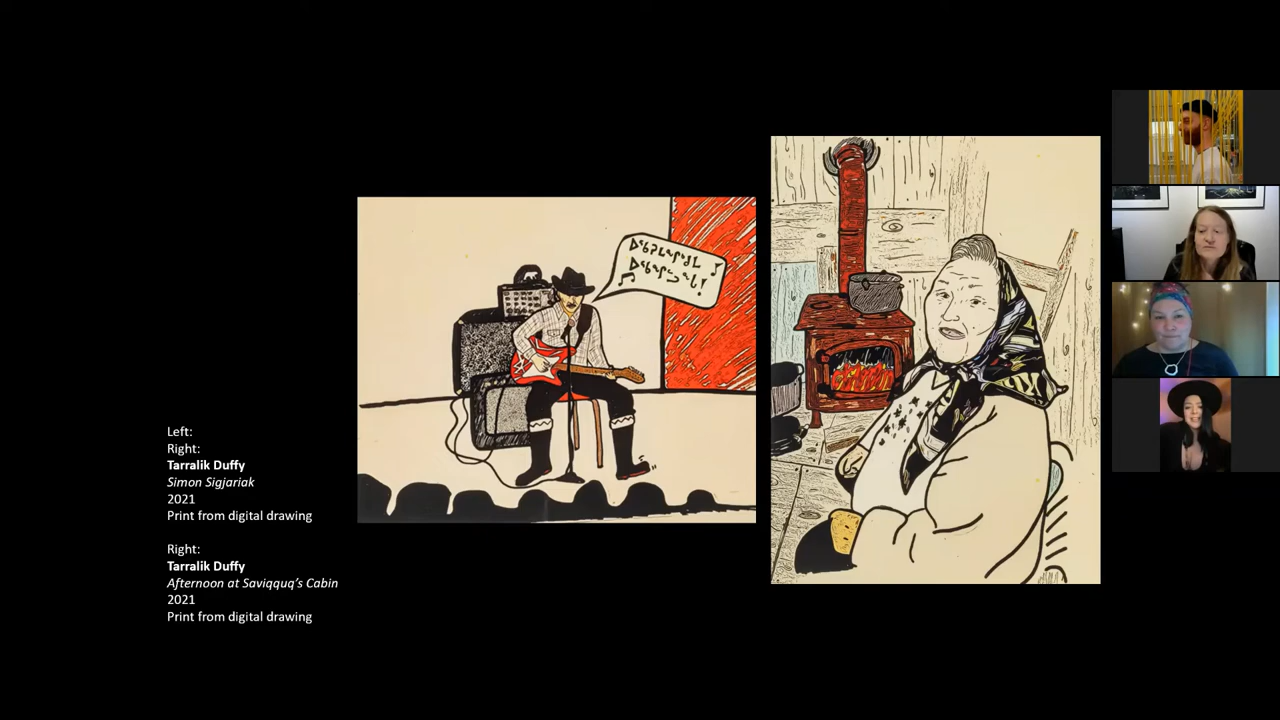 Left:
Right:
Tarralik Duffy
Simon Sigjariak
2021
Print from digital drawing
Right:
Tarralik Duffy
Afternoon at Saviqquq's Cabin
2021
Print from digital drawing